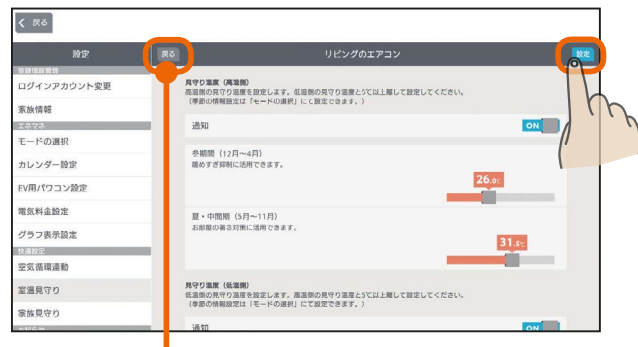 戻る
設定
戻る
リビングのエアコン
設定
ログインアカウント変更
家族情報
エネマネ
モードの選択
カレンダー設定
EV用パワコン設定
電気料金設定
グラフ表示設定
快適設定
空気循環連動
室温見守り
家族見守り
見守り温度（高温側）
高温側の見守り温度を設定します。低温側の見守り温度と5℃以上離して設定してください。
（季節の情報設定は「モードの選択」にて設定できます。）
通知
ON
冬期間（12月～4月）
暖めすぎ抑制に活用できます。
26.0℃
夏・中間期（5月～11月）
お部屋の暑さ対策に活用できます。
31.5℃
見守り温度（低温側）
低温側の見守り温度を設定します。高温側の見守り温度と5℃以上離して設定してください。
（季節の情報設定は「モードの選択」にて設定できます。）
通知
ON